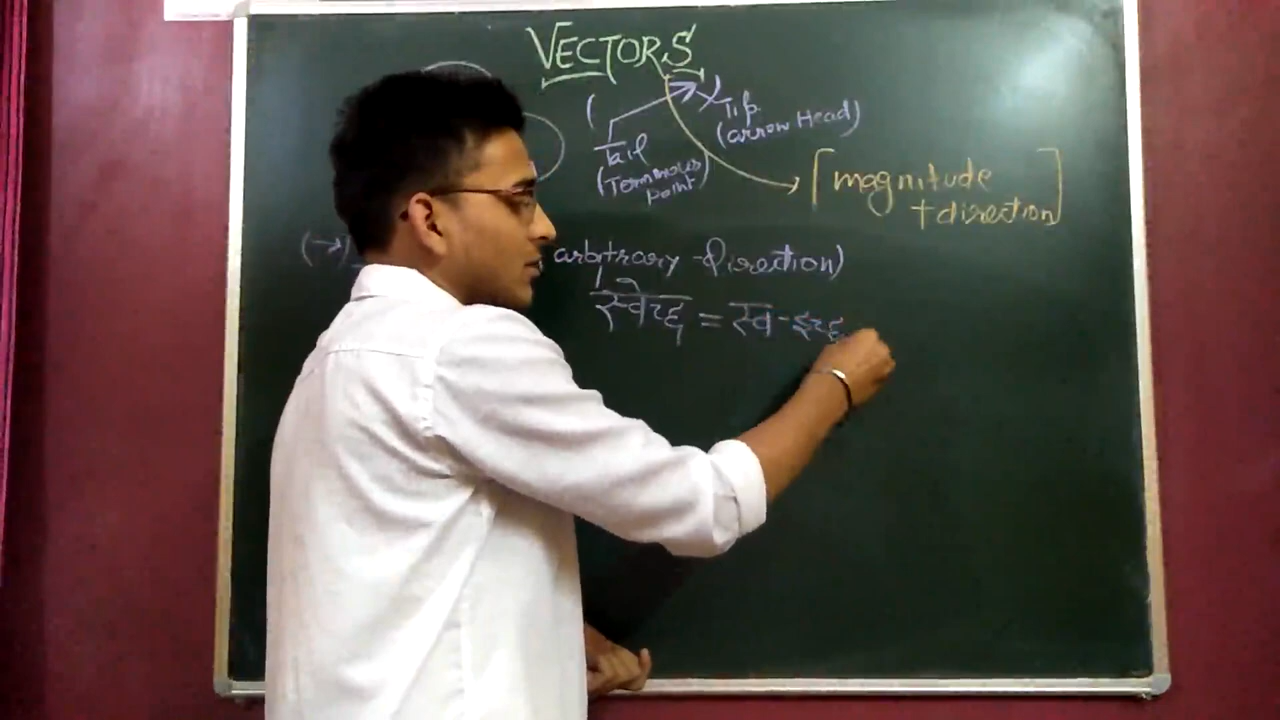 VECTORS
Tip
(arrow Head)
Tail
(Terminous
point)
[magnitude
+direction]
(→)
arbitrary direction)
स्वेच्छ = स्व-इच्छ